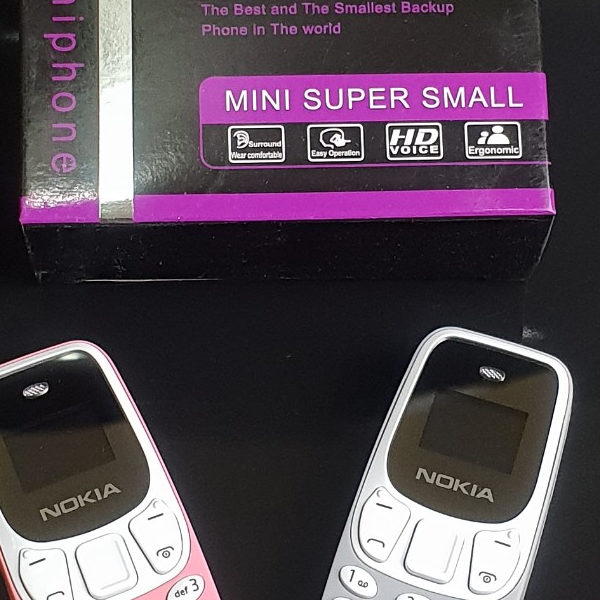 The Best and The Smallest Backup
Phone in The world
MINI SUPER SMALL
Surround
Wear comfortable
Easy Operation
HD
VOICE
Ergonomic
iphone
NOKIA
NOKIA
def 3
1